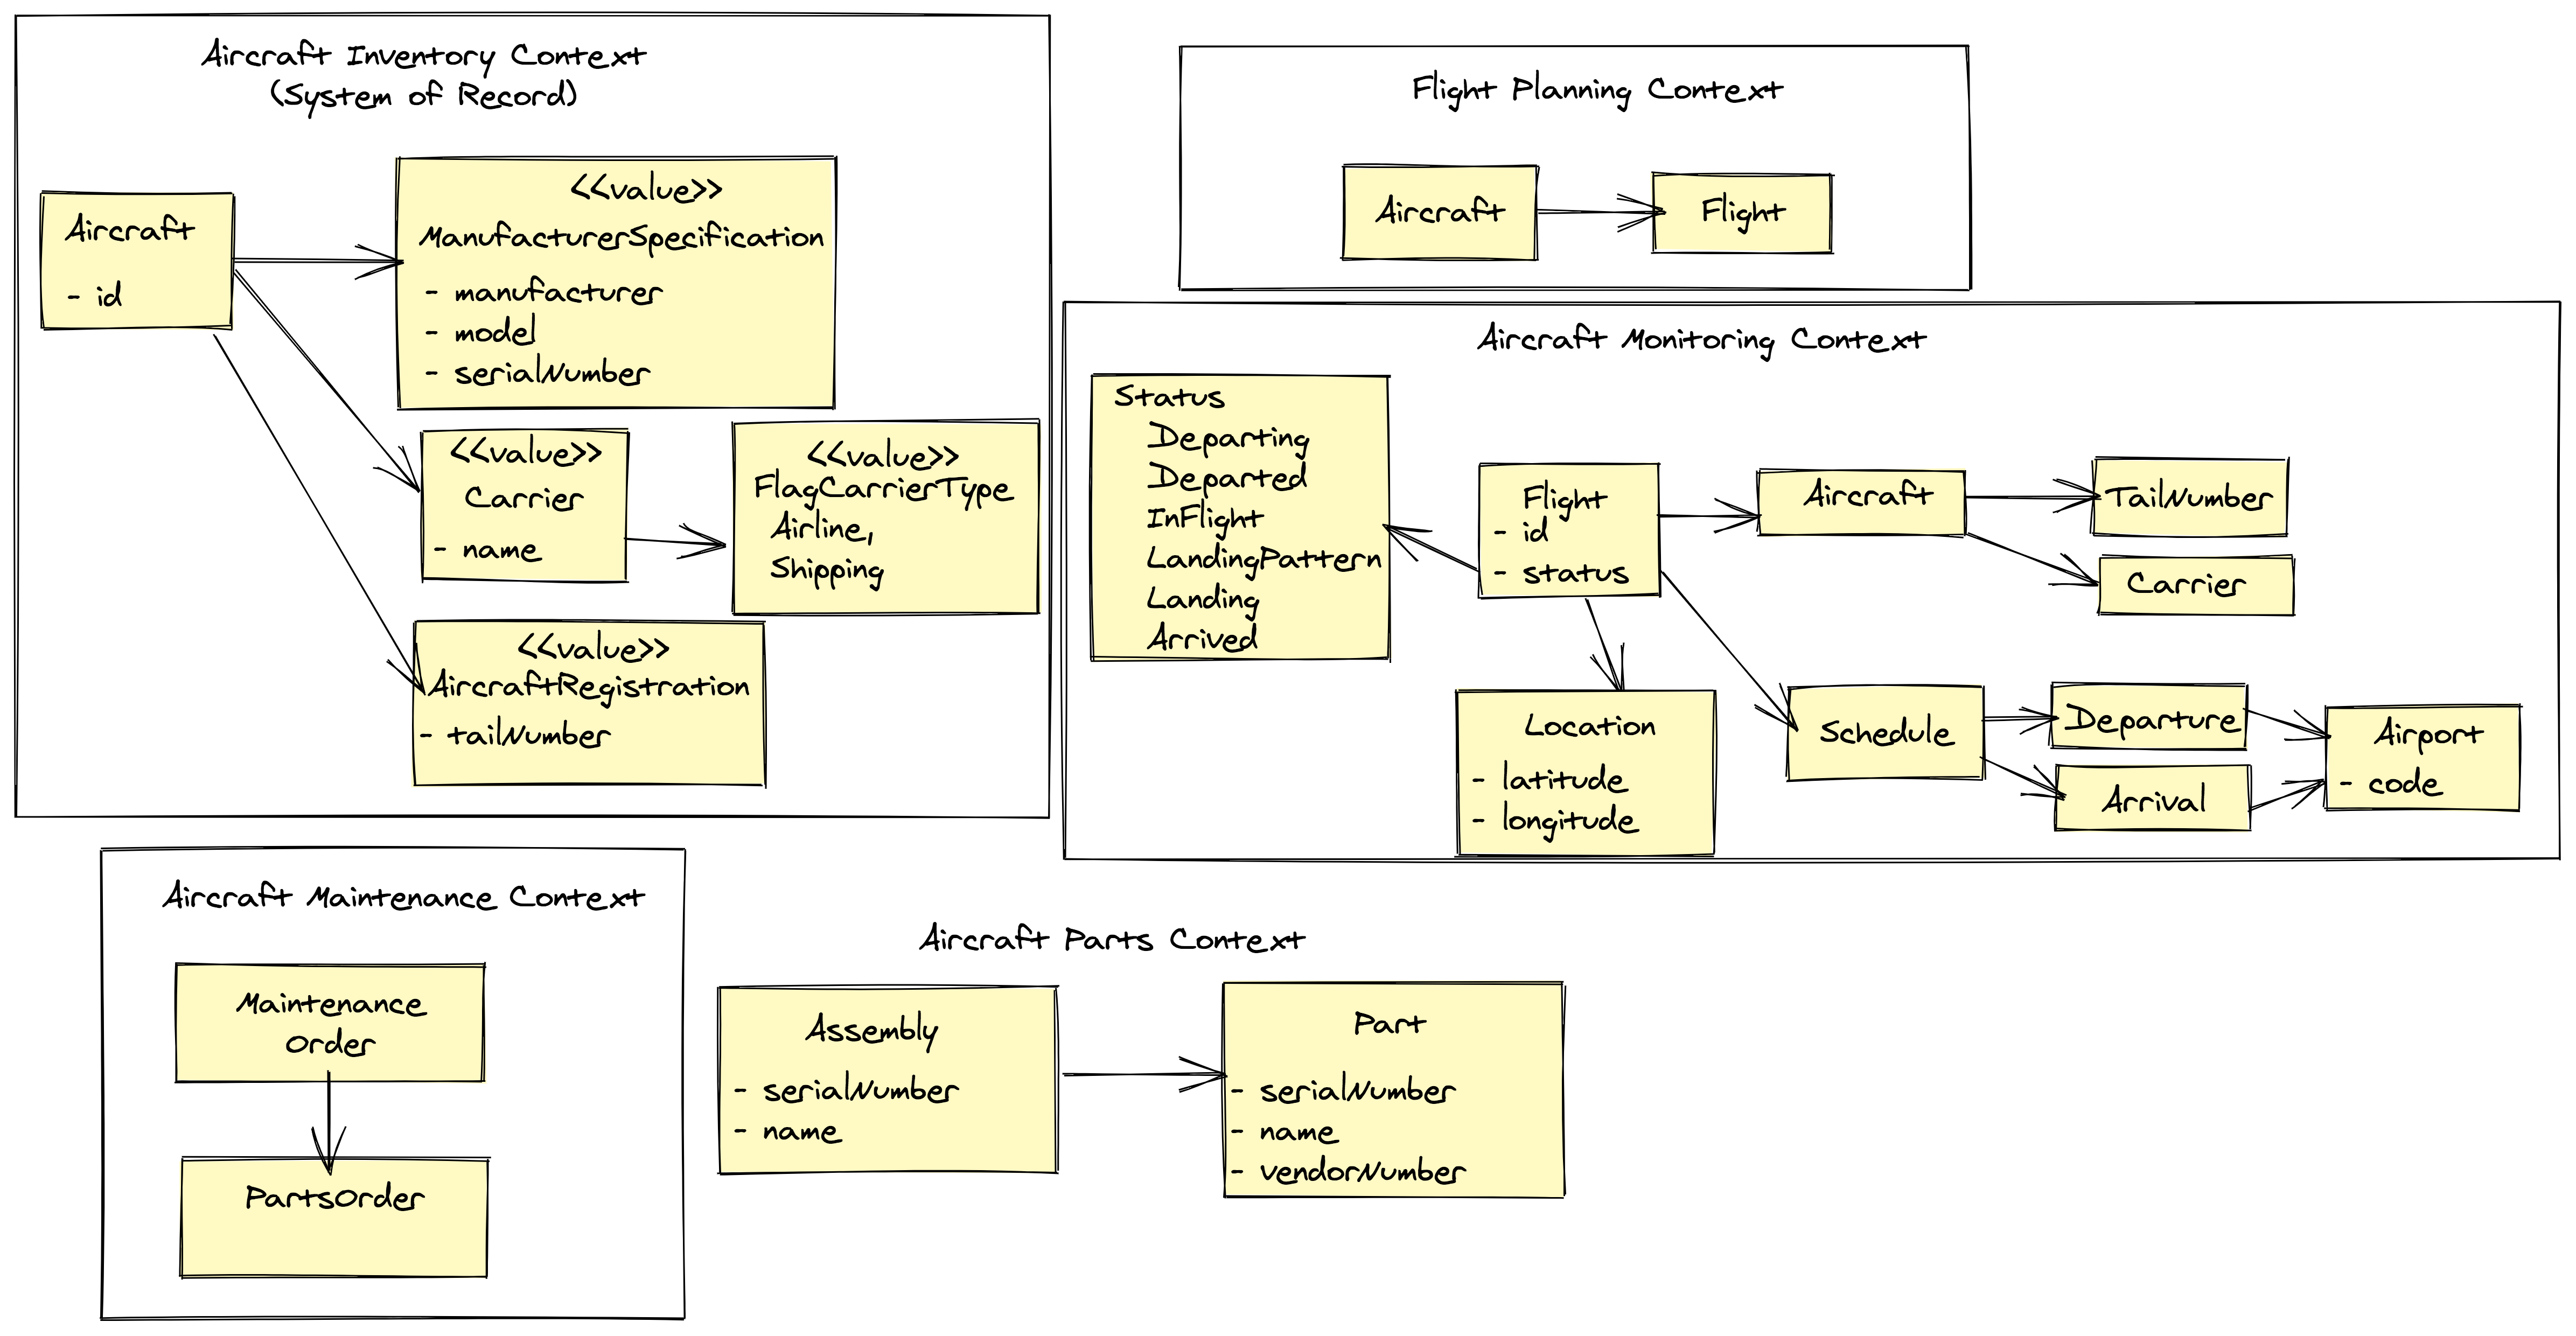 Aircraft Inventory Context
(System of Record)
Aircraft
- id
<<value>>
ManufacturerSpecification
- manufacturer
- model
- serialNumber
<<value>>
Carrier
- name
<<value>>
FlagCarrierType
Airline,
Shipping
<<value>>
AircraftRegistration
- tailNumber
Flight Planning Context
Aircraft
Flight
Aircraft Monitoring Context
Status
Departing
Departed
InFlight
LandingPattern
Landing
Arrived
Flight
- id
- status
Aircraft
TailNumber
Carrier
Location
- latitude
- longitude
Schedule
Departure
Arrival
Airport
- code
Aircraft Maintenance Context
Maintenance
Order
PartsOrder
Aircraft Parts Context
Assembly
- serialNumber
- name
Part
- serialNumber
- name
- vendorNumber